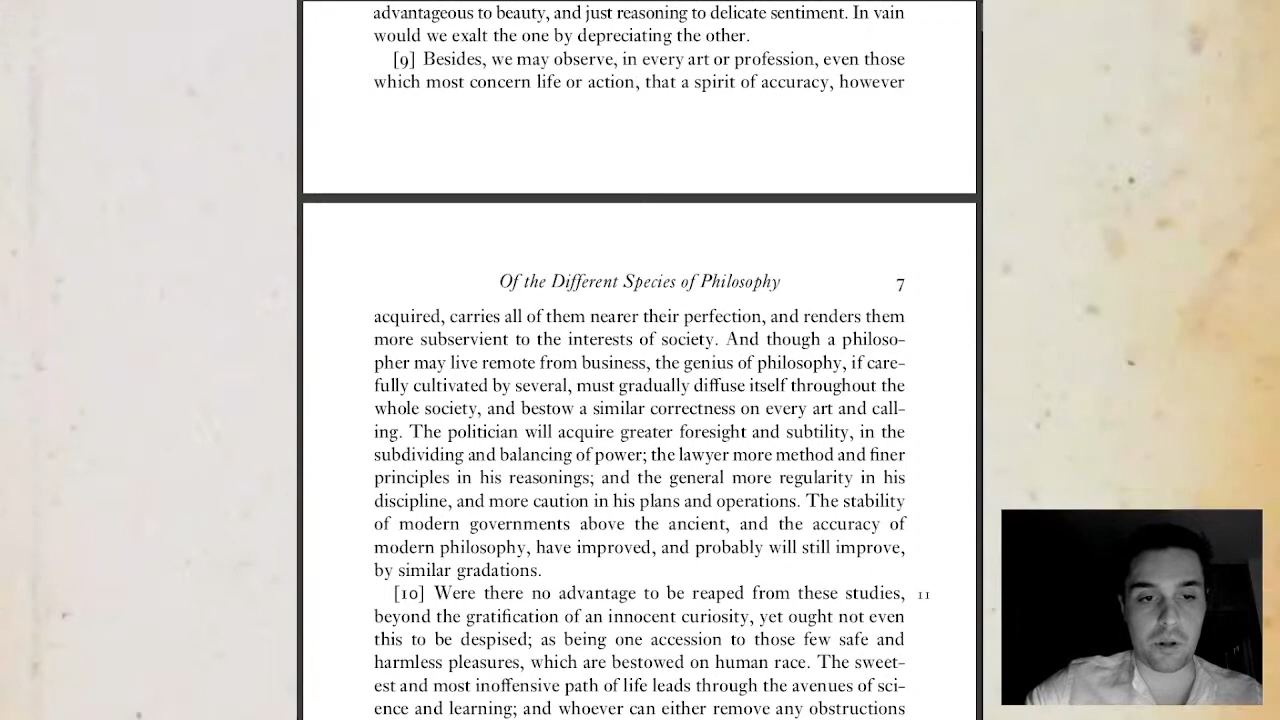 advantageous to beauty, and just reasoning to delicate sentiment. In vain
would we exalt the one by depreciating the other.
[9] Besides, we may observe, in every art or profession, even those
which most concern life or action, that a spirit of accuracy, however
Of the Different Species of Philosophy 7
acquired, carries all of them nearer their perfection, and renders them
more subservient to the interests of society. And though a philoso-
pher may live remote from business, the genius of philosophy, if care-
fully cultivated by several, must gradually diffuse itself throughout the
whole society, and bestow a similar correctness on every art and call-
ing. The politician will acquire greater foresight and subtility, in the
subdividing and balancing of power; the lawyer more method and finer
principles in his reasonings; and the general more regularity in his
discipline, and more caution in his plans and operations. The stability
of modern governments above the ancient, and the accuracy of
modern philosophy, have improved, and probably will still improve,
by similar gradations.
[10] Were there no advantage to be reaped from these studies, 11
beyond the gratification of an innocent curiosity, yet ought not even
this to be despised; as being one accession to those few safe and
harmless pleasures, which are bestowed on human race. The sweet-
est and most inoffensive path of life leads through the avenues of sci-
ence and learning; and whoever can either remove any obstructions